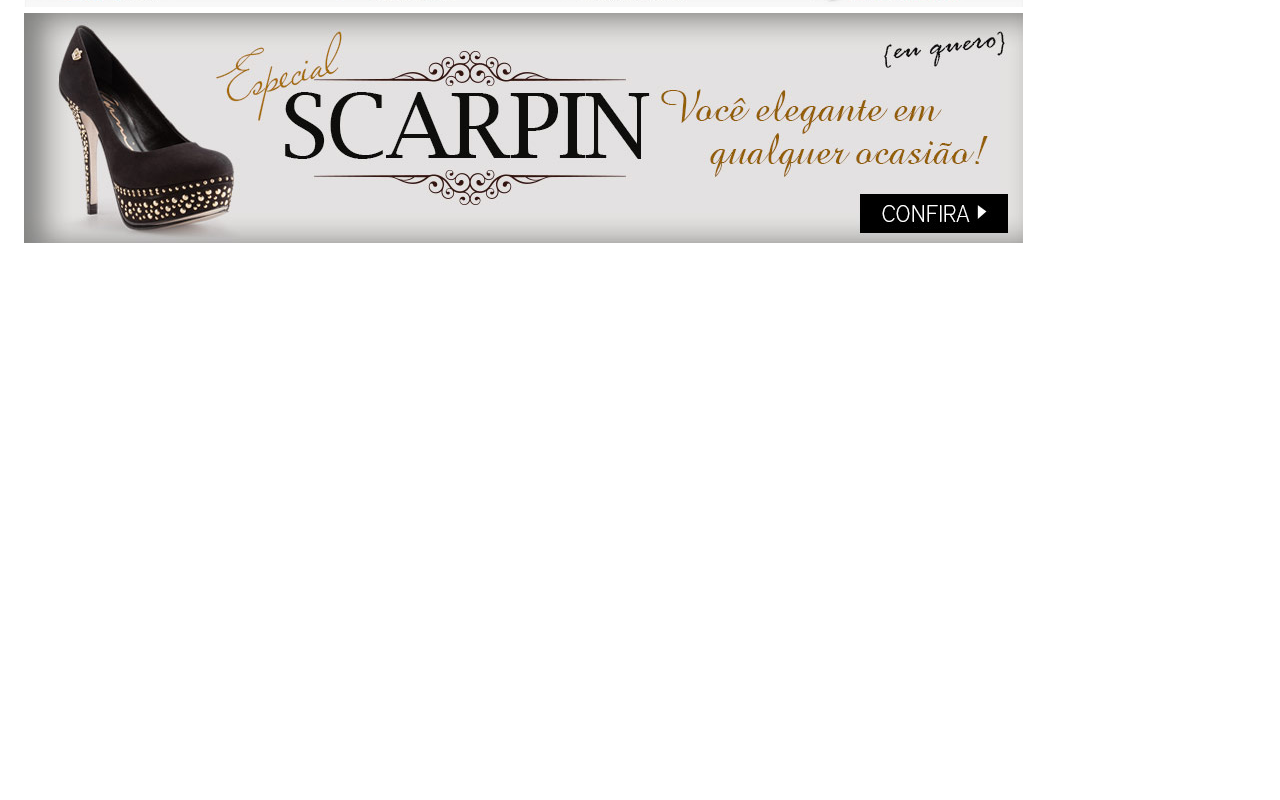 Especial
SCARPIN
{eu quero}
Você elegante em
qualquer ocasião!
CONFIRA